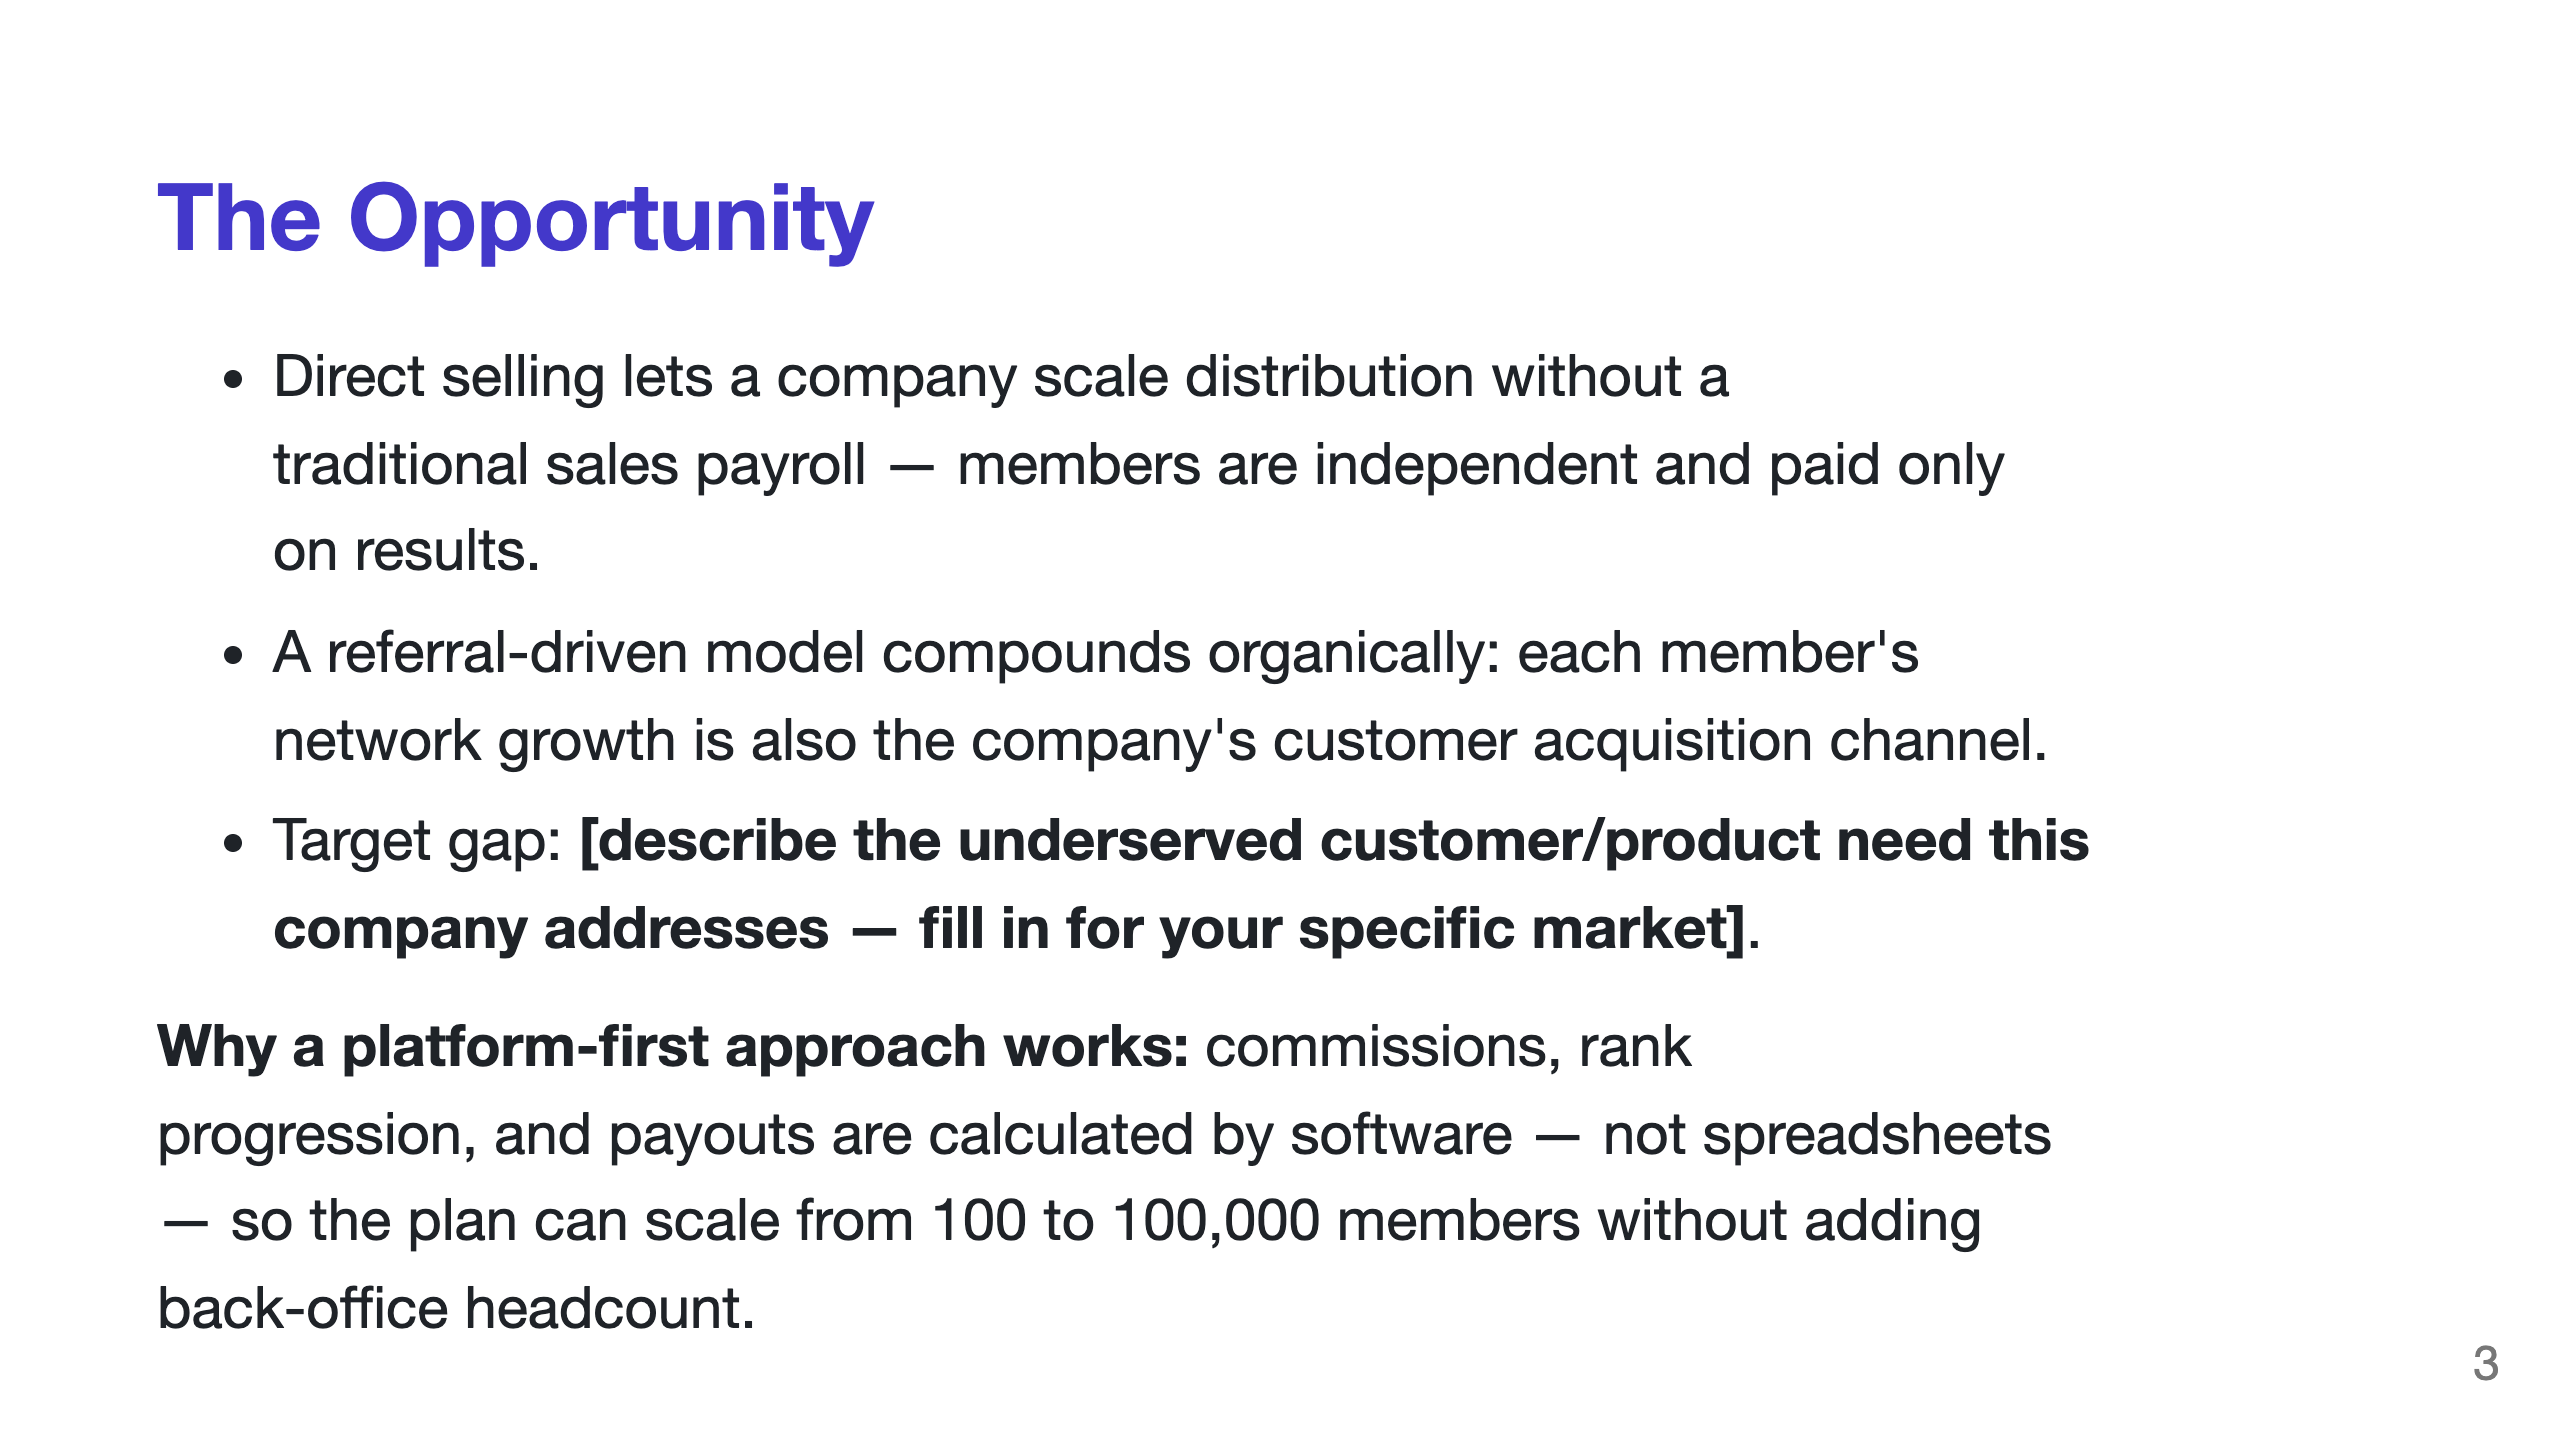 The Opportunity
• Direct selling lets a company scale distribution without a
traditional sales payroll — members are independent and paid only
on results.
• A referral-driven model compounds organically: each member's
network growth is also the company's customer acquisition channel.
• Target gap: [describe the underserved customer/product need this
company addresses — fill in for your specific market].
Why a platform-first approach works: commissions, rank
progression, and payouts are calculated by software — not spreadsheets
— so the plan can scale from 100 to 100,000 members without adding
back-office headcount.
3